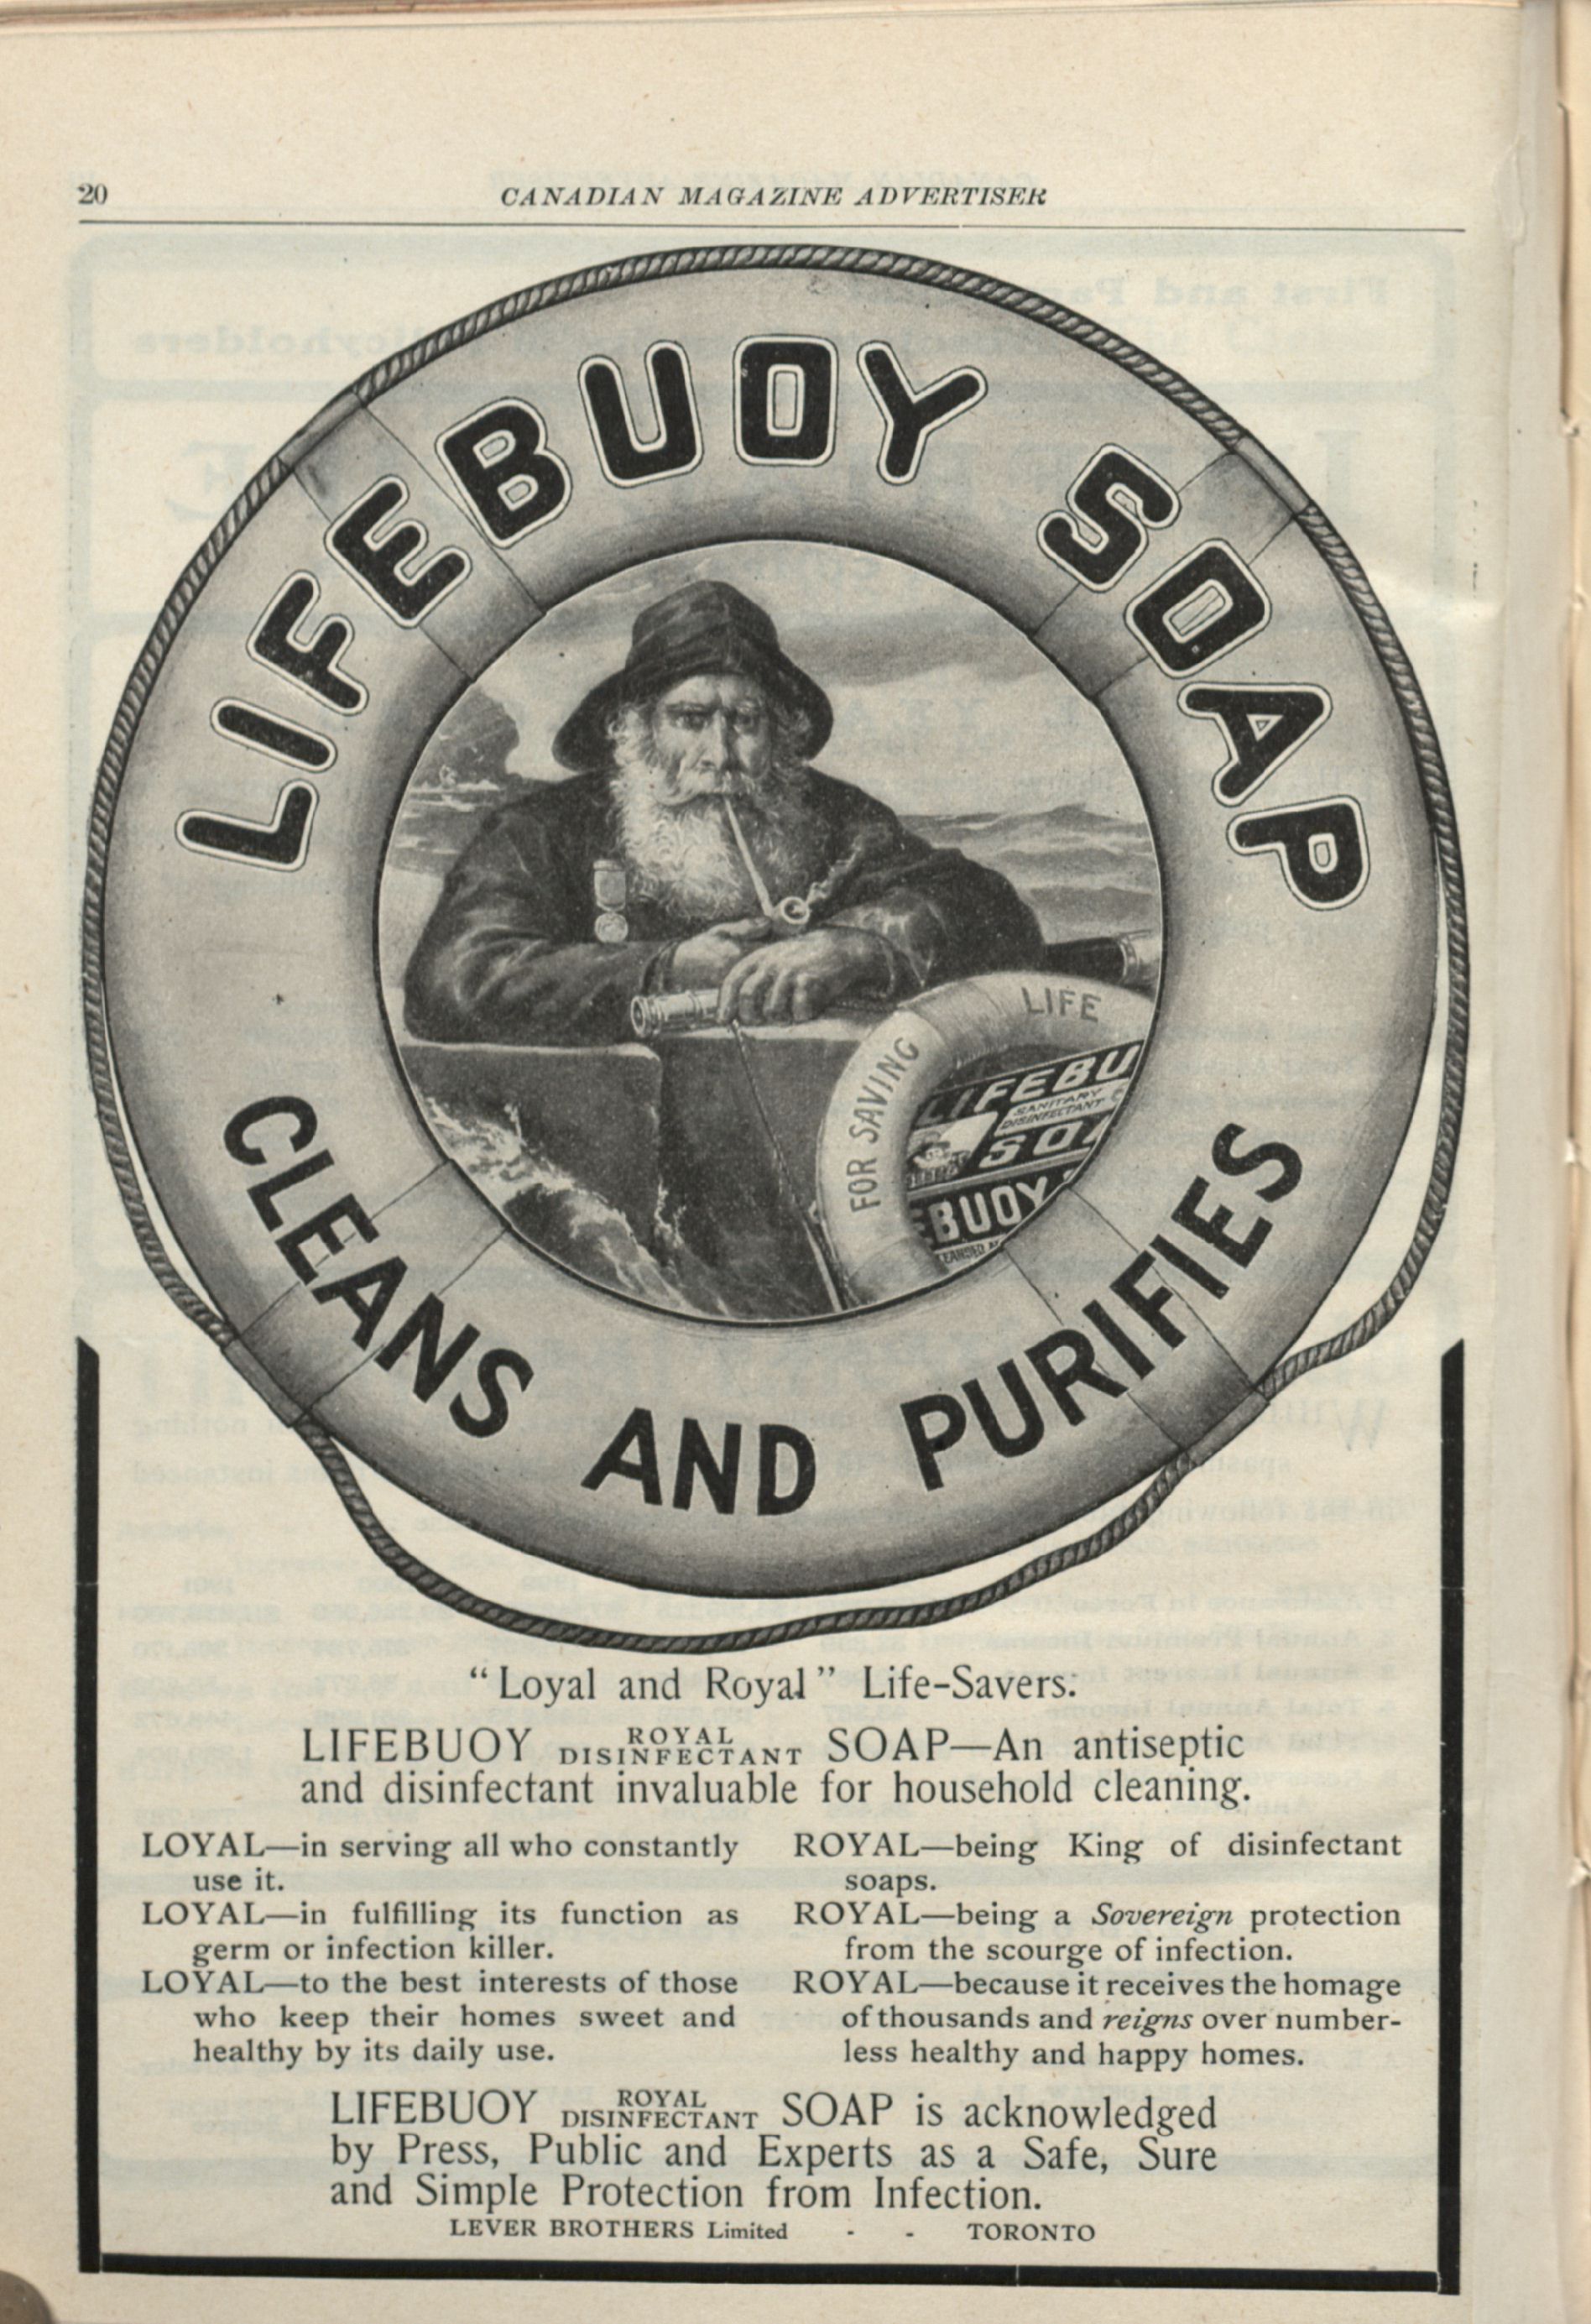 20
CANADIAN MAGAZINE ADVERTISER
LIFEBUOY SOAP
FOR SAVING LIFE
LIFEBU
SANITARY
DISINFECTANT
SO
EBUOY
CLEANS AND PURIFIES
"Loyal and Royal" Life-Savers:
LIFEBUOY ROYAL DISINFECTANT SOAP—An antiseptic
and disinfectant invaluable for household cleaning.
LOYAL—in serving all who constantly
use it.
LOYAL—in fulfilling its function as
germ or infection killer.
LOYAL—to the best interests of those
who keep their homes sweet and
healthy by its daily use.
ROYAL—being King of disinfectant
soaps.
ROYAL—being a Sovereign protection
from the scourge of infection.
ROYAL—because it receives the homage
of thousands and reigns over number-
less healthy and happy homes.
LIFEBUOY ROYAL DISINFECTANT SOAP is acknowledged
by Press, Public and Experts as a Safe, Sure
and Simple Protection from Infection.
LEVER BROTHERS Limited - - TORONTO